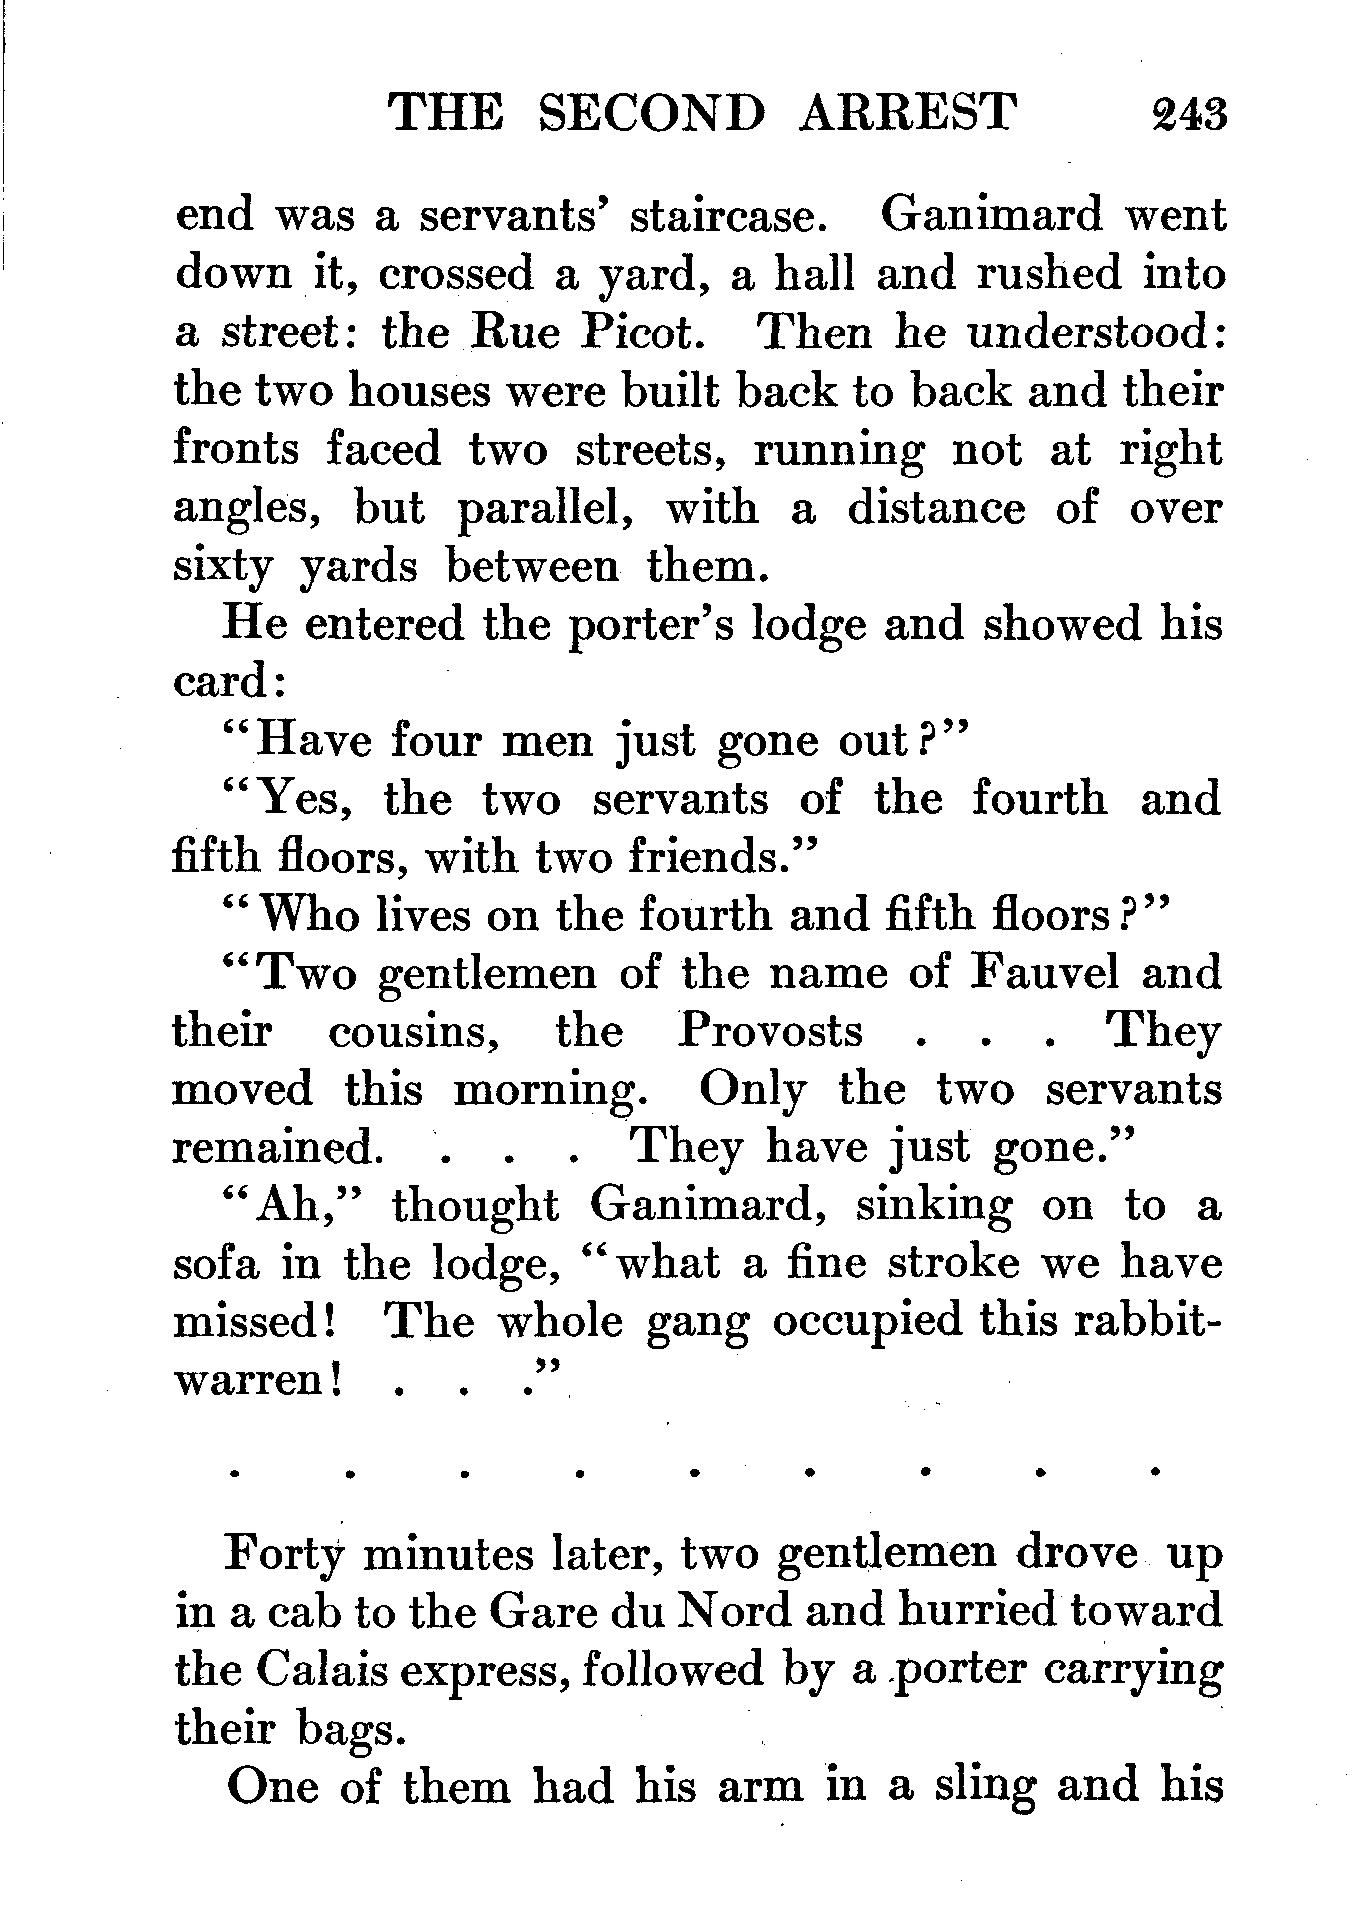 THE SECOND ARREST 243
end was a servants' staircase. Ganimard went
down it, crossed a yard, a hall and rushed into
a street: the Rue Picot. Then he understood:
the two houses were built back to back and their
fronts faced two streets, running not at right
angles, but parallel, with a distance of over
sixty yards between them.
He entered the porter's lodge and showed his
card:
"Have four men just gone out?"
"Yes, the two servants of the fourth and
fifth floors, with two friends."
"Who lives on the fourth and fifth floors?"
"Two gentlemen of the name of Fauvel and
their cousins, the Provosts . . . They
moved this morning. Only the two servants
remained. . . . They have just gone."
"Ah," thought Ganimard, sinking on to a
sofa in the lodge, "what a fine stroke we have
missed! The whole gang occupied this rabbit-
warren! . . ."
. . . . . . . . .
Forty minutes later, two gentlemen drove up
in a cab to the Gare du Nord and hurried toward
the Calais express, followed by a porter carrying
their bags.
One of them had his arm in a sling and his